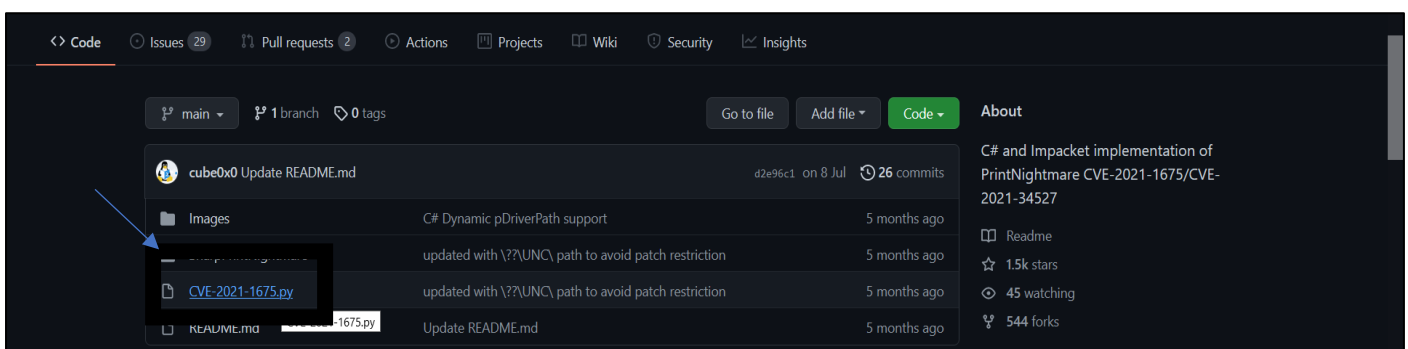 <> Code Issues 29 Pull requests 2 Actions Projects Wiki Security Insights
main 1 branch 0 tags Go to file Add file Code
About
C# and Impacket implementation of
PrintNightmare CVE-2021-1675/CVE-
2021-34527
cube0x0 Update README.md d2e96c1 on 8 Jul 26 commits
Images C# Dynamic pDriverPath support 5 months ago
updated with \??\UNC\ path to avoid patch restriction 5 months ago
CVE-2021-1675.py updated with \??\UNC\ path to avoid patch restriction 5 months ago
README.md -1675.py Update README.md 5 months ago
Readme
1.5k stars
45 watching
544 forks